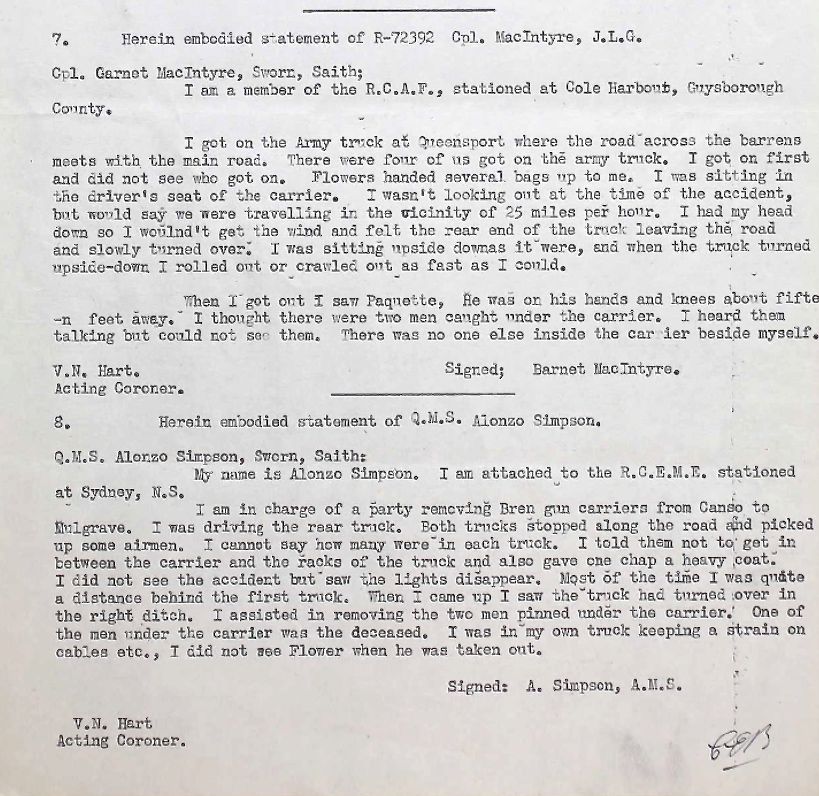 7. Herein embodied statement of R-72392 Cpl. MacIntyre, J.L.G.
Cpl. Garnet MacIntyre, Sworn, Saith;
I am a member of the R.C.A.F., stationed at Cole Harbour, Guysborough
County.
I got on the Army truck at Queensport where the road across the barrens
meets with the main road. There were four of us got on the army truck. I got on first
and did not see who got on. Flowers handed several bags up to me. I was sitting in
the driver's seat of the carrier. I wasn't looking out at the time of the accident,
but would say we were travelling in the vicinity of 25 miles per hour. I had my head
down so I woulnd't get the wind and felt the rear end of the truck leaving the road
and slowly turned over. I was sitting upside downas it were, and when the truck turned
upside-down I rolled out or crawled out as fast as I could.
When I got out I saw Paquette, He was on his hands and knees about fifte
-n feet away. I thought there were two men caught under the carrier. I heard them
talking but could not see them. There was no one else inside the car ier beside myself.
V.N. Hart. Signed; Barnet MacIntyre.
Acting Coroner.
8. Herein embodied statement of Q.M.S. Alonzo Simpson.
Q.M.S. Alonzo Simpson, Sworn, Saith:
My name is Alonzo Simpson. I am attached to the R.C.E.M.E. stationed
at Sydney, N.S.
I am in charge of a party removing Bren gun carriers from Canso to
Mulgrave. I was driving the rear truck. Both trucks stopped along the road and picked
up some airmen. I cannot say how many were in each truck. I told them not to get in
between the carrier and the racks of the truck and also gave one chap a heavy coat.
I did not see the accident but saw the lights disappear. Most of the time I was quite
a distance behind the first truck. When I came up I saw the truck had turned over in
the right ditch. I assisted in removing the two men pinned under the carrier. One of
the men under the carrier was the deceased. I was in my own truck keeping a strain on
cables etc., I did not see Flower when he was taken out.
Signed: A. Simpson, A.M.S.
V.N. Hart
Acting Coroner.